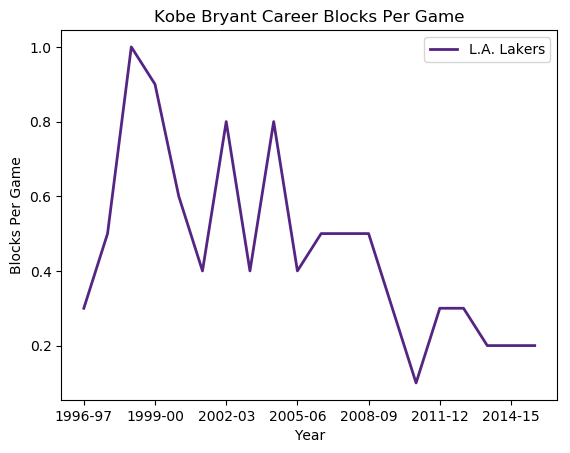 Kobe Bryant Career Blocks Per Game
L.A. Lakers
Blocks Per Game
1.0
0.8
0.6
0.4
0.2
1996-97 1999-00 2002-03 2005-06 2008-09 2011-12 2014-15
Year